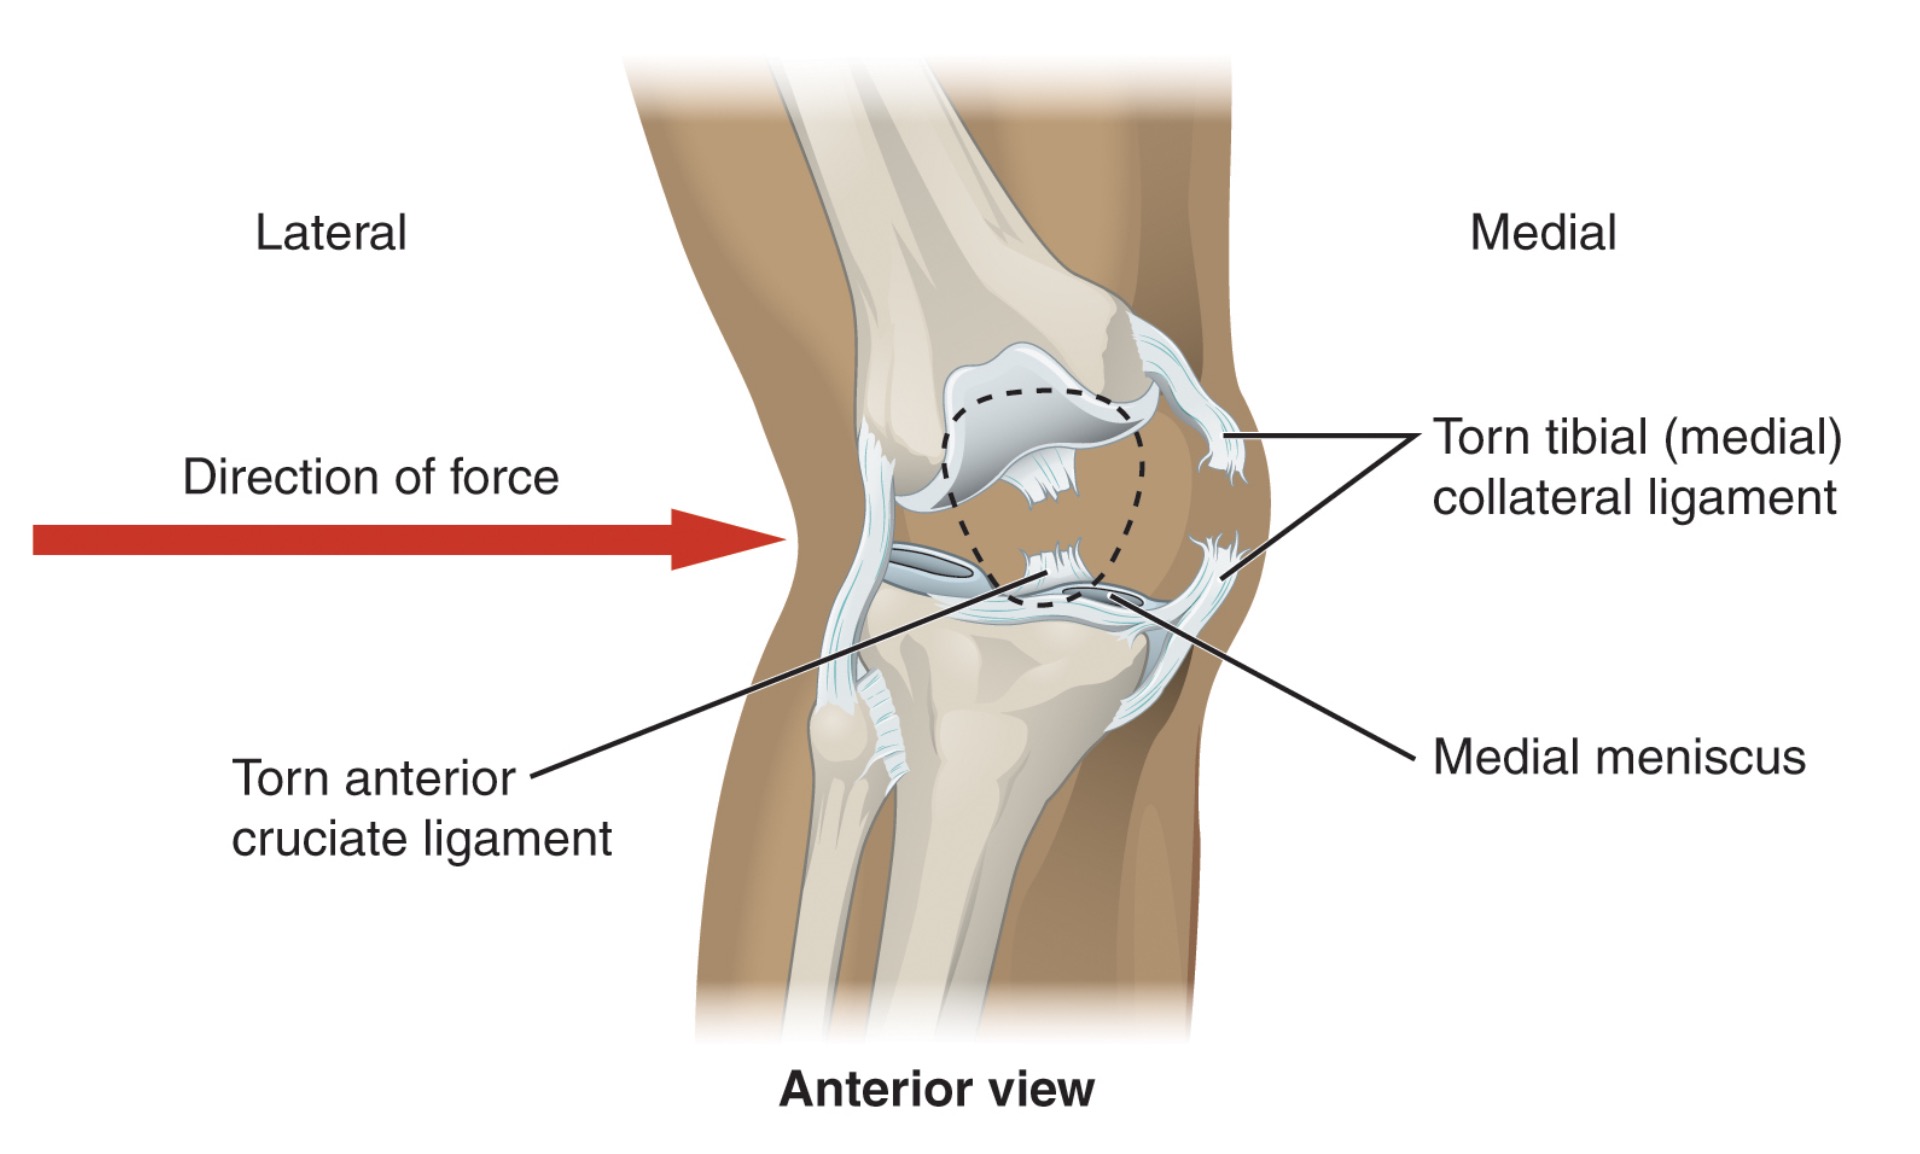 Lateral
Medial
Direction of force
Torn tibial (medial)
collateral ligament
Torn anterior
cruciate ligament
Medial meniscus
Anterior view